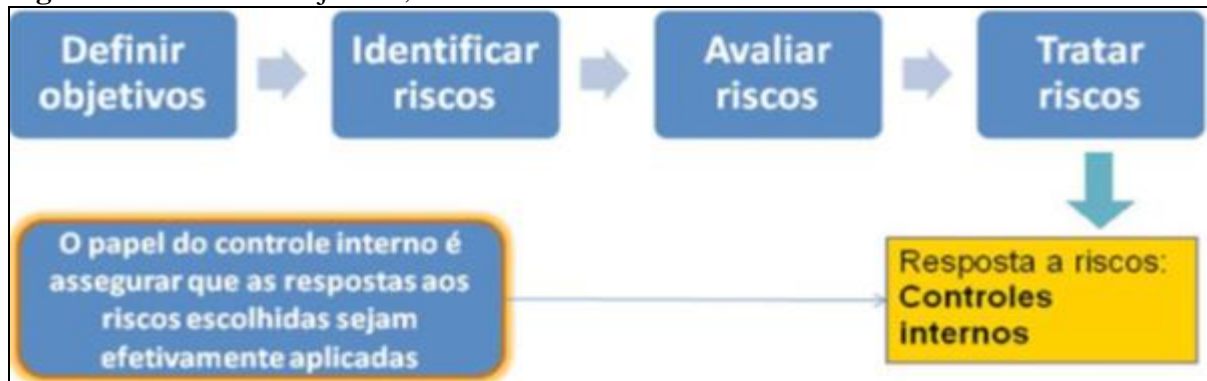 Definir
objetivos
Identificar
riscos
Avaliar
riscos
Tratar
riscos
O papel do controle interno é
assegurar que as respostas aos
riscos escolhidas sejam
efetivamente aplicadas
Resposta a riscos:
Controles
internos